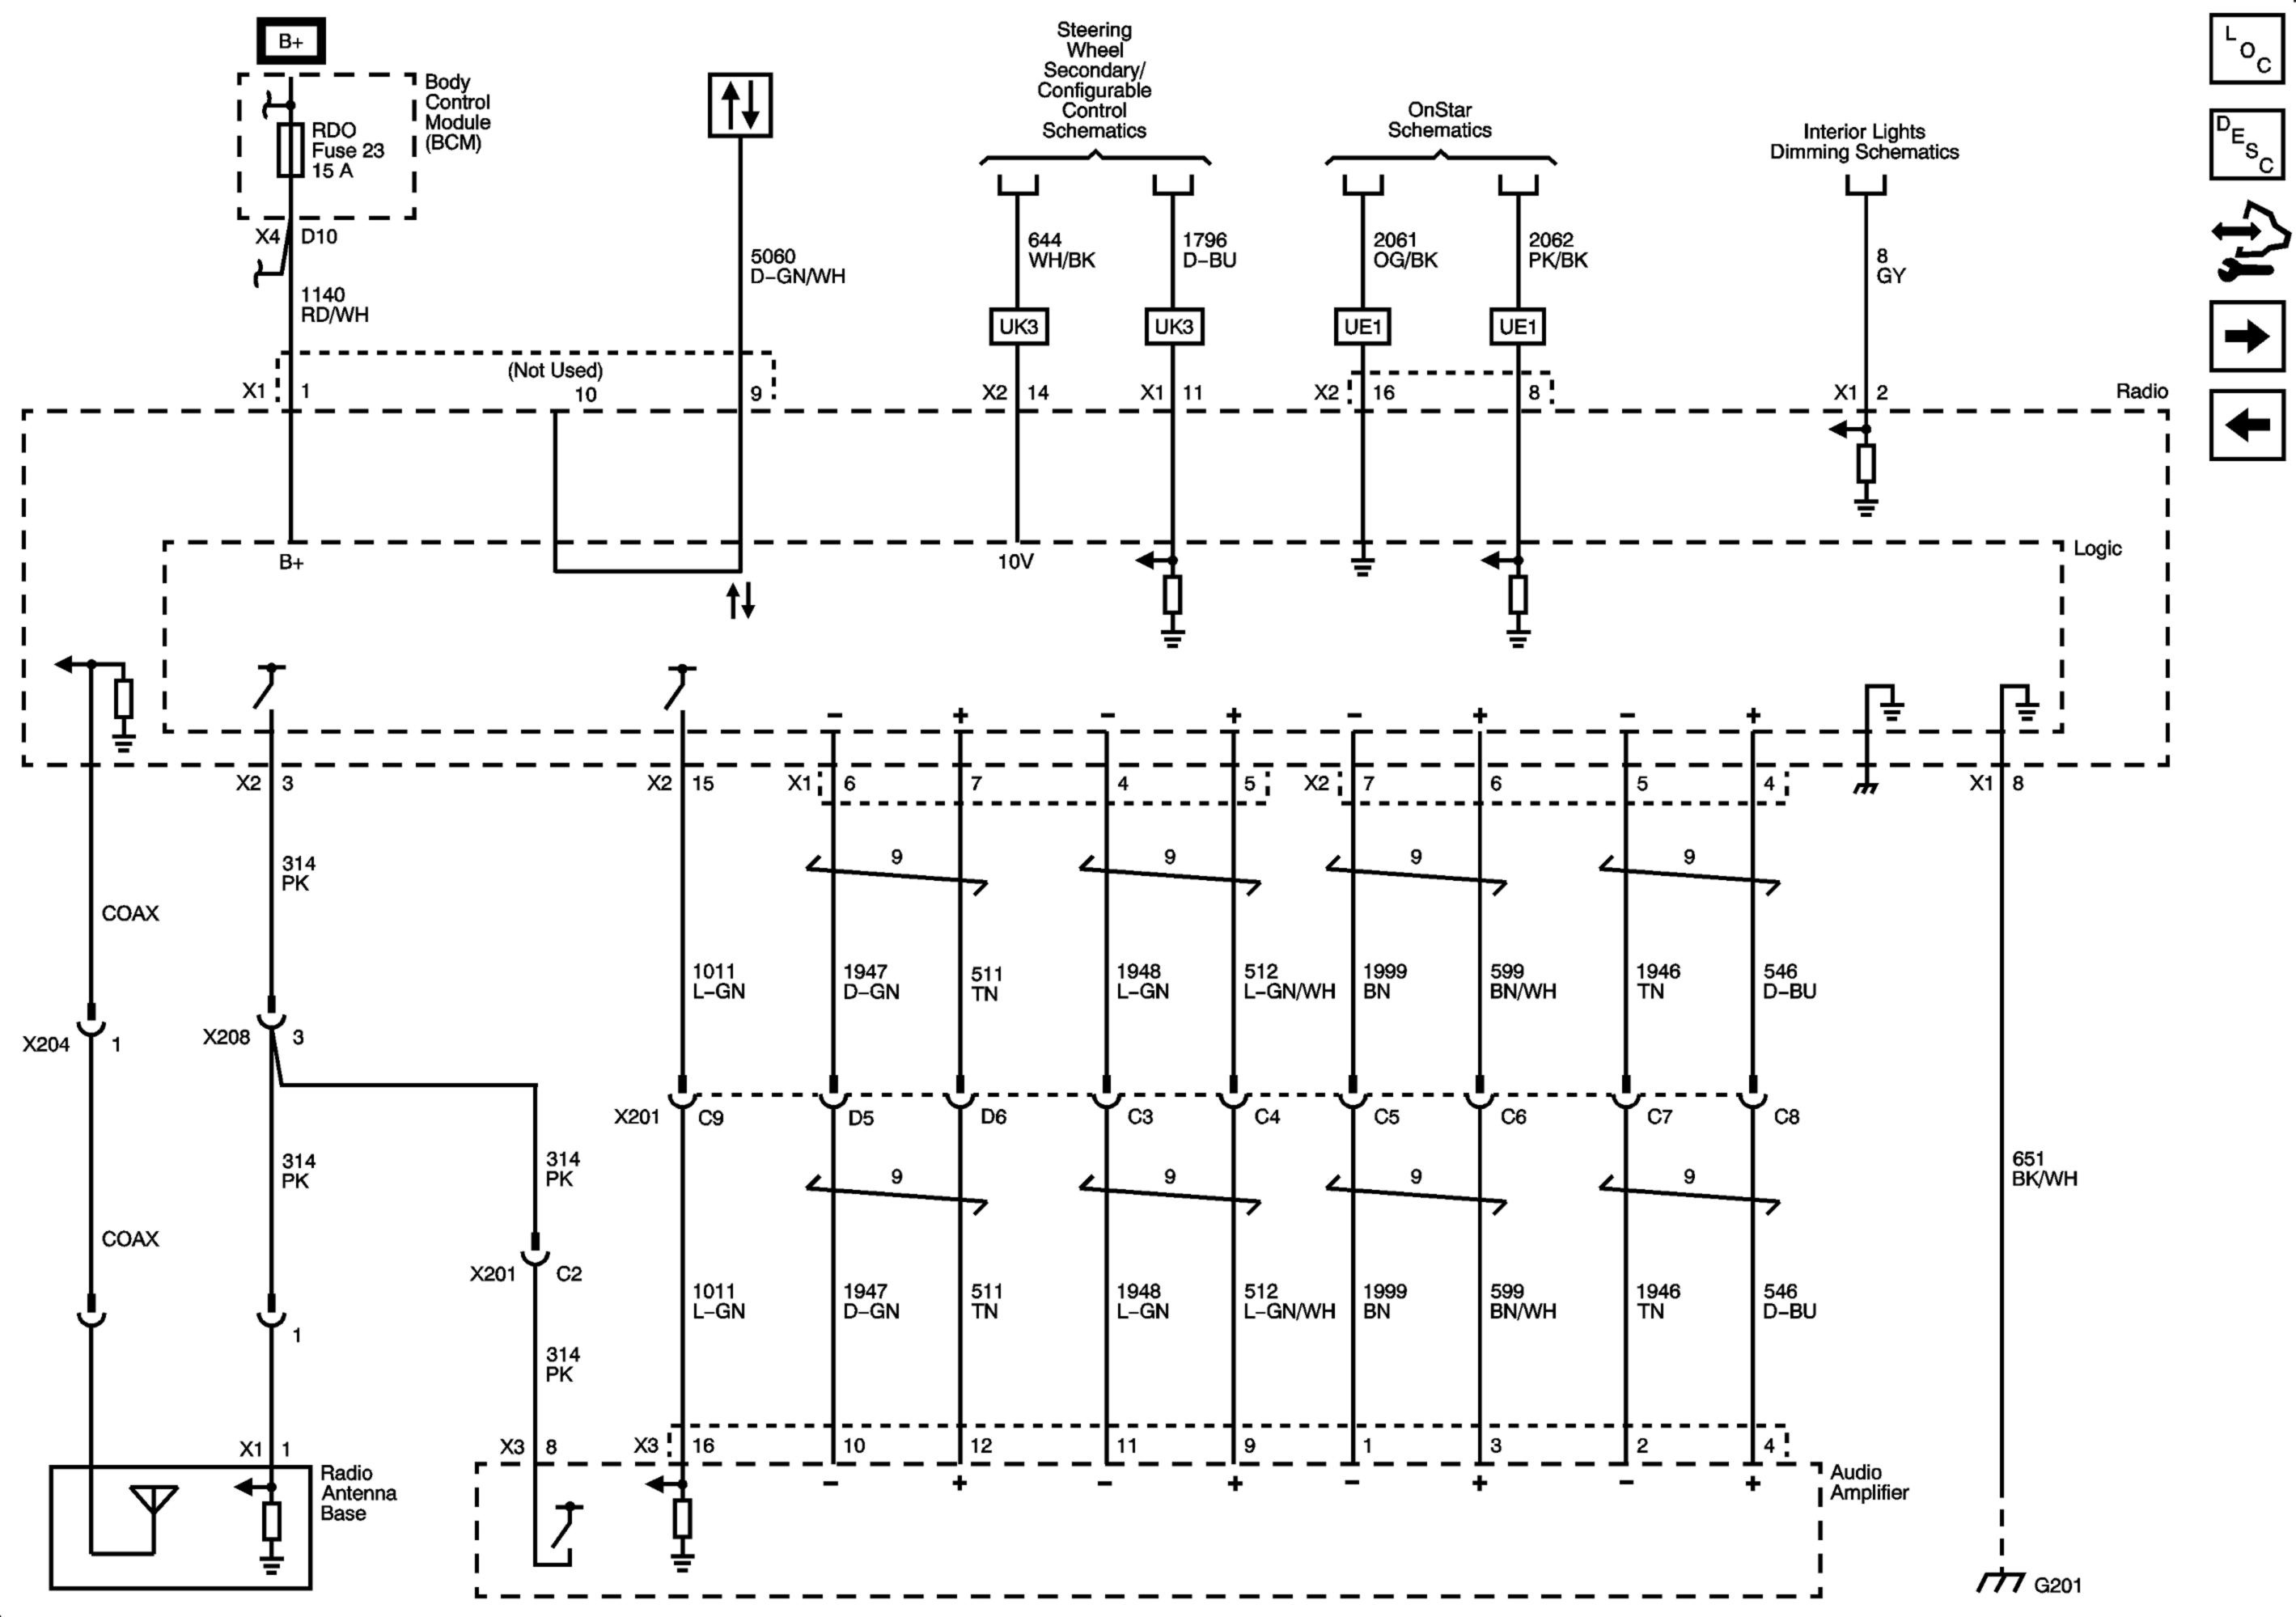 B+
Body
Control
Module
(BCM)
RDO
Fuse 23
15 A
X4 D10
1140
RD/WH
5060
D-GN/WH
Steering
Wheel
Secondary/
Configurable
Control
Schematics
OnStar
Schematics
Interior Lights
Dimming Schematics
LOC
DESC
644
WH/BK
1796
D-BU
2061
OG/BK
2062
PK/BK
8
GY
UK3 UK3 UE1 UE1
(Not Used)
X1 1 10 9 X2 14 X1 11 X2 16 8 X1 2 Radio
B+ 10V Logic
- + - + - + - +
X2 3 X2 15 X1 6 7 4 5 X2 7 6 5 4 X1 8
9 9 9 9
314
PK
COAX
1011
L-GN
1947
D-GN
511
TN
1948
L-GN
512
L-GN/WH
1999
BN
599
BN/WH
1946
TN
546
D-BU
X204 1 X208 3
X201 C9 D5 D6 C3 C4 C5 C6 C7 C8
314
PK
314
PK
9 9 9 9
651
BK/WH
COAX
X201 C2
1011
L-GN
1947
D-GN
511
TN
1948
L-GN
512
L-GN/WH
1999
BN
599
BN/WH
1946
TN
546
D-BU
1
314
PK
X1 1 X3 8 X3 16 10 12 11 9 1 3 2 4
Radio
Antenna
Base
- + - + - + - +
Audio
Amplifier
G201